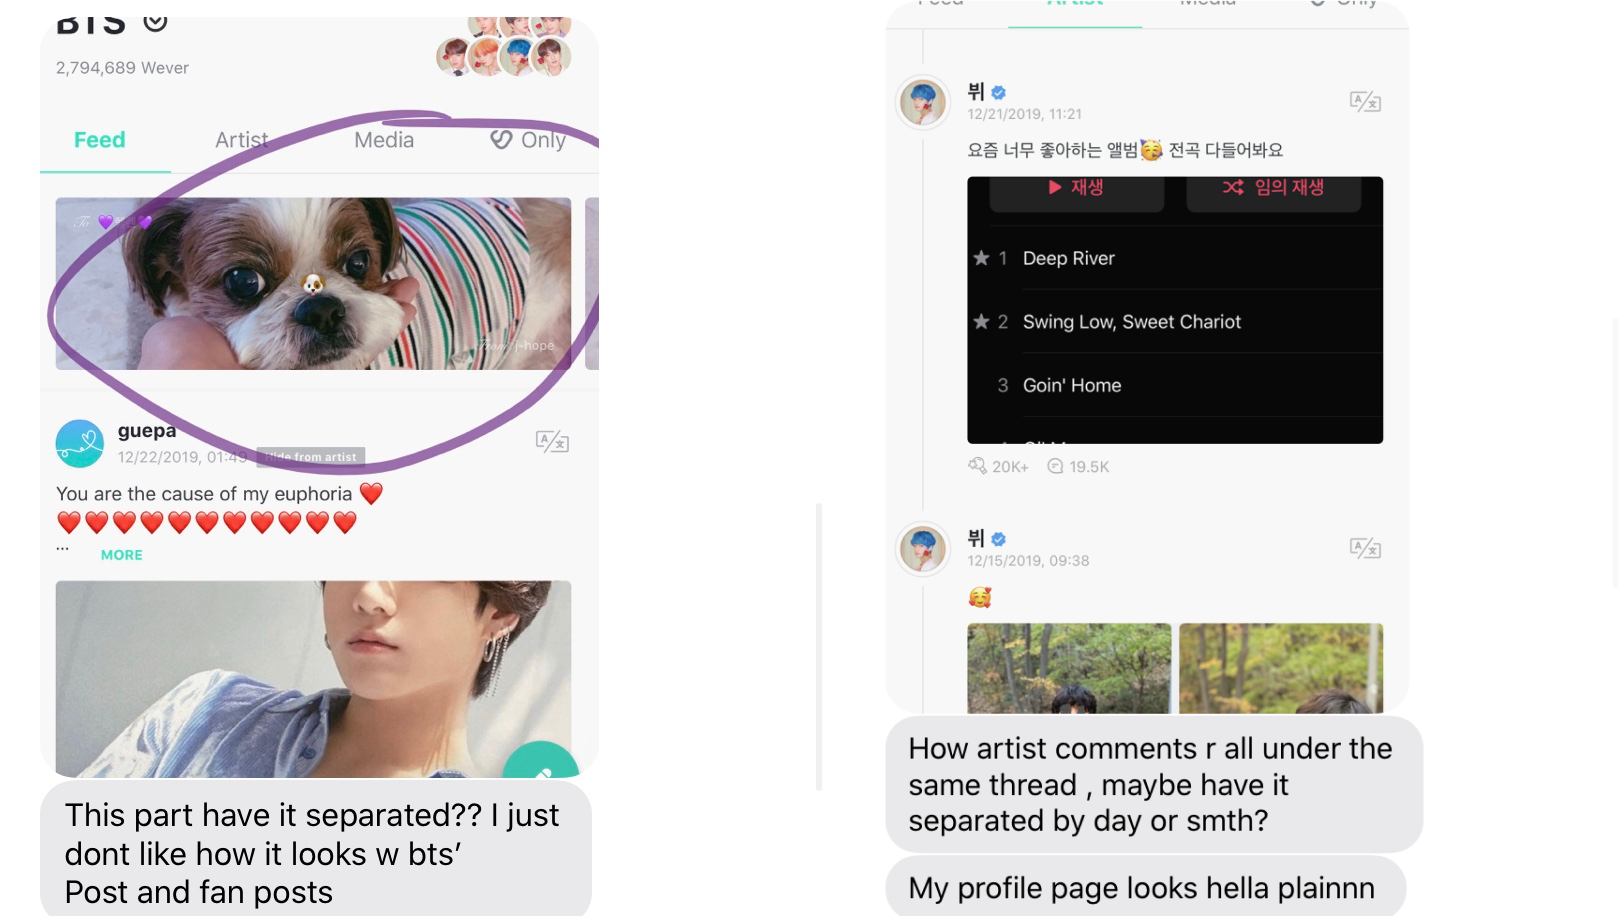 BTS
2,794,689 Wever
Feed Artist Media Only
To
From j-hope
guepa
12/22/2019, 01:49 Hide from artist
You are the cause of my euphoria ❤️
❤️❤️❤️❤️❤️❤️❤️❤️❤️❤️❤️
...
MORE
This part have it separated?? I just
dont like how it looks w bts’
Post and fan posts
Feed Artist Media Only
뷔
12/21/2019, 11:21
요즘 너무 좋아하는 앨범🥳 전곡 다들어봐요
재생 임의 재생
★ 1 Deep River
★ 2 Swing Low, Sweet Chariot
3 Goin' Home
20K+ 19.5K
뷔
12/15/2019, 09:38
🥰
How artist comments r all under the
same thread , maybe have it
separated by day or smth?
My profile page looks hella plainnn